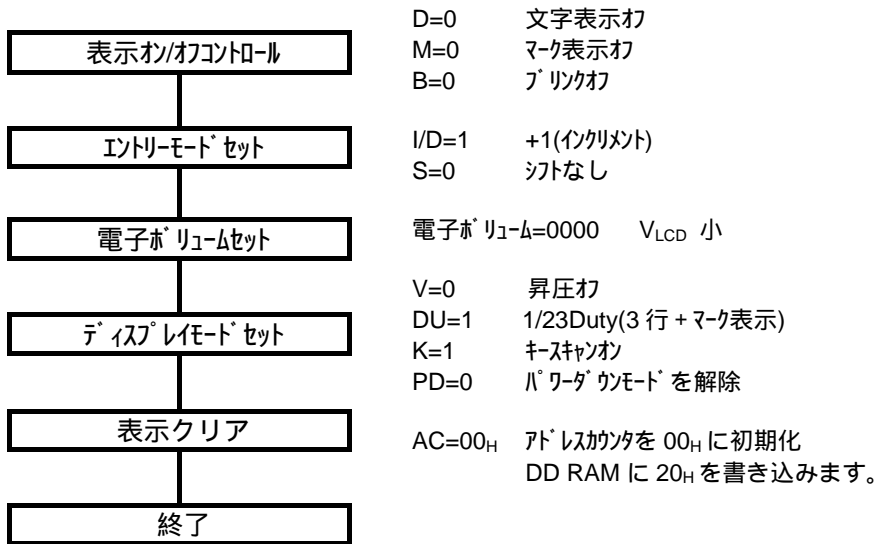 表示ｵﾝ/ｵﾌｺﾝﾄﾛｰﾙ
D=0 文字表示ｵﾌ
M=0 ﾏｰｸ表示ｵﾌ
B=0 ﾌﾞﾘﾝｸｵﾌ
ｴﾝﾄﾘｰﾓｰﾄﾞｾｯﾄ
I/D=1 +1(ｲﾝｸﾘﾒﾝﾄ)
S=0 ｼﾌﾄなし
電子ﾎﾞﾘｭｰﾑｾｯﾄ
電子ﾎﾞﾘｭｰﾑ=0000 VLCD 小
ﾃﾞｨｽﾌﾟﾚｲﾓｰﾄﾞｾｯﾄ
V=0 昇圧ｵﾌ
DU=1 1/23Duty(3 行 + ﾏｰｸ表示)
K=1 ｷｰｽｷｬﾝｵﾝ
PD=0 ﾊﾟﾜｰﾀﾞｳﾝﾓｰﾄﾞを解除
表示クリア
AC=00H ｱﾄﾞﾚｽｶｳﾝﾀを 00H に初期化
DD RAM に 20H を書き込みます。
終了